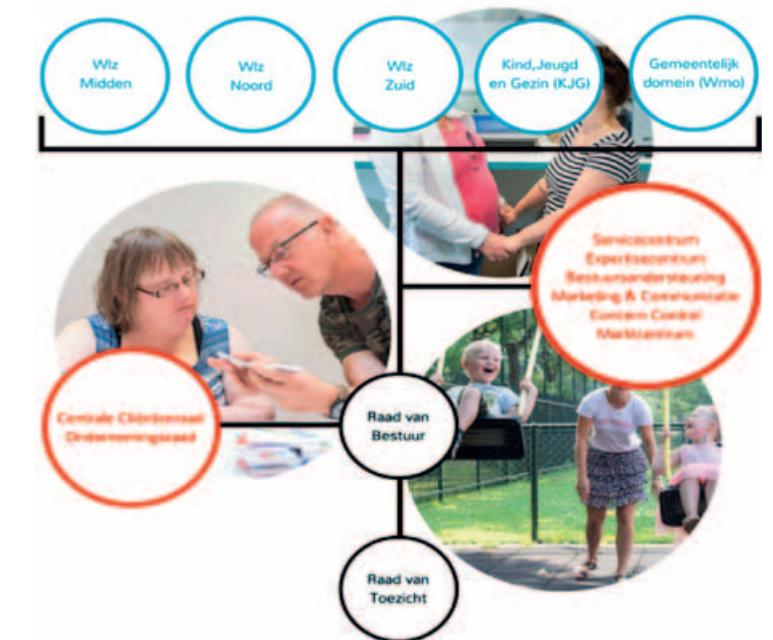 Wlz
Midden
Wlz
Noord
Wlz
Zuid
Kind,Jeugd
en Gezin (KJG)
Gemeentelijk
domein (Wmo)
Servicecentrum
Expertisecentrum
Bestuursondersteuning
Marketing & Communicatie
Concern Control
Marktcentrum
Centrale Cliëntenraad
Ondernemingsraad
Raad van
Bestuur
Raad van
Toezicht